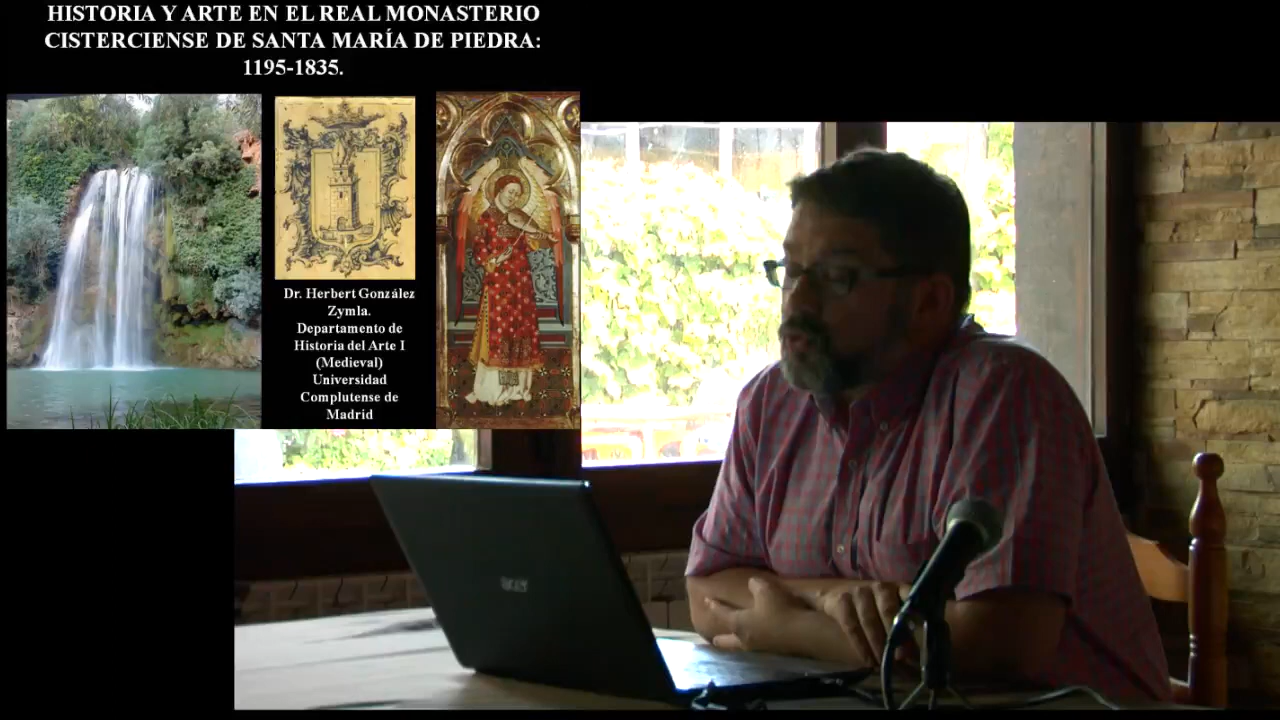 HISTORIA Y ARTE EN EL REAL MONASTERIO
CISTERCIENSE DE SANTA MARÍA DE PIEDRA:
1195-1835.
Dr. Herbert González
Zymla.
Departamento de
Historia del Arte I
(Medieval)
Universidad
Complutense de
Madrid